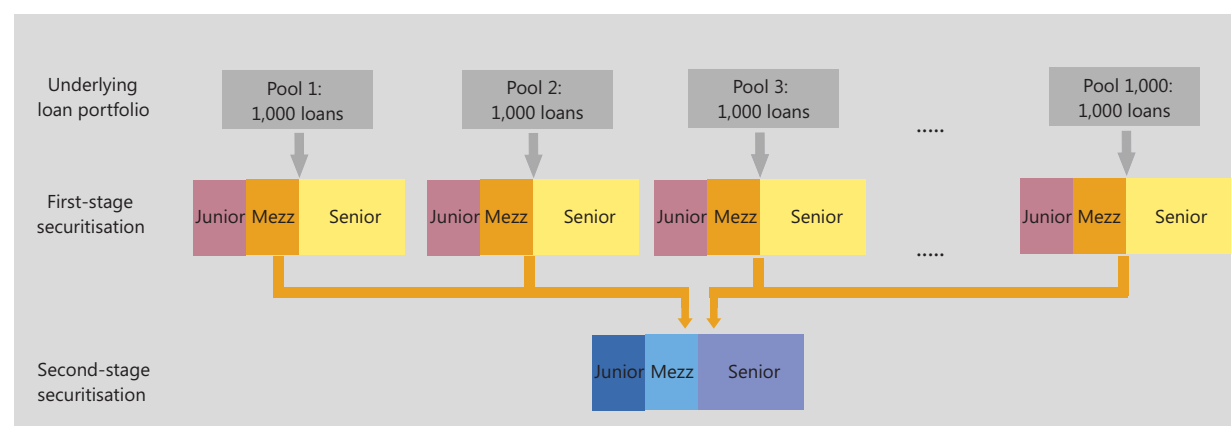 Underlying
loan portfolio
Pool 1:
1,000 loans
Pool 2:
1,000 loans
Pool 3:
1,000 loans
.....
Pool 1,000:
1,000 loans
First-stage
securitisation
Junior Mezz Senior
Junior Mezz Senior
Junior Mezz Senior
.....
Junior Mezz Senior
Second-stage
securitisation
Junior Mezz Senior